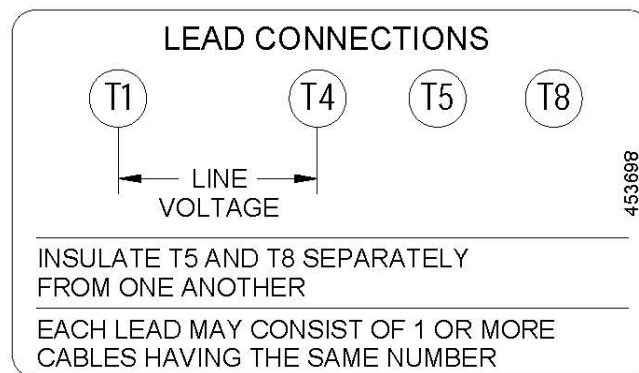 LEAD CONNECTIONS
T1 T4 T5 T8
LINE
VOLTAGE
453698
INSULATE T5 AND T8 SEPARATELY
FROM ONE ANOTHER
EACH LEAD MAY CONSIST OF 1 OR MORE
CABLES HAVING THE SAME NUMBER